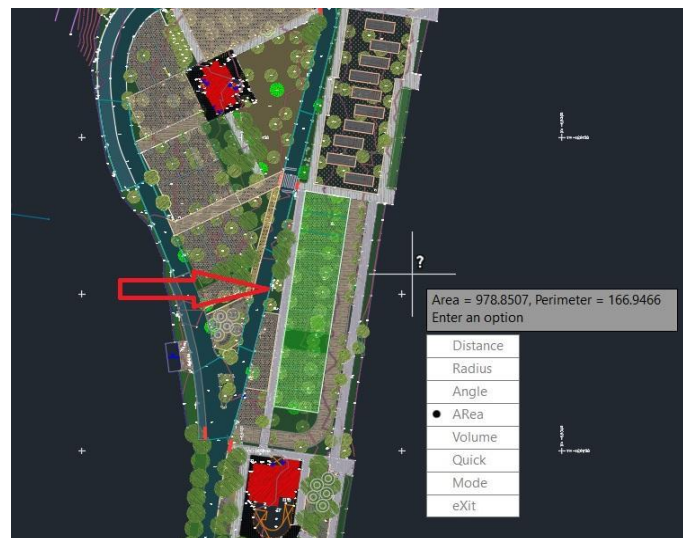 ?
Area = 978.8507, Perimeter = 166.9466
Enter an option
Distance
Radius
Angle
ARea
Volume
Quick
Mode
eXit